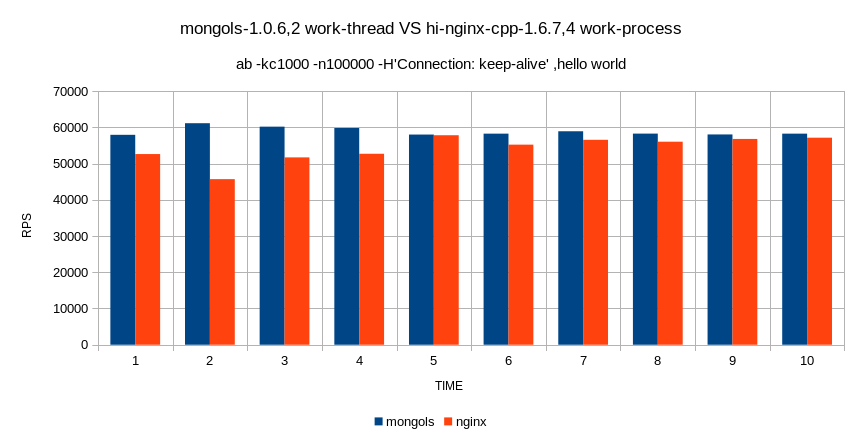 mongols-1.0.6,2 work-thread VS hi-nginx-cpp-1.6.7,4 work-process
ab -kc1000 -n100000 -H'Connection: keep-alive' ,hello world
70000
60000
50000
40000
30000
20000
10000
0
RPS
1 2 3 4 5 6 7 8 9 10
TIME
mongols nginx